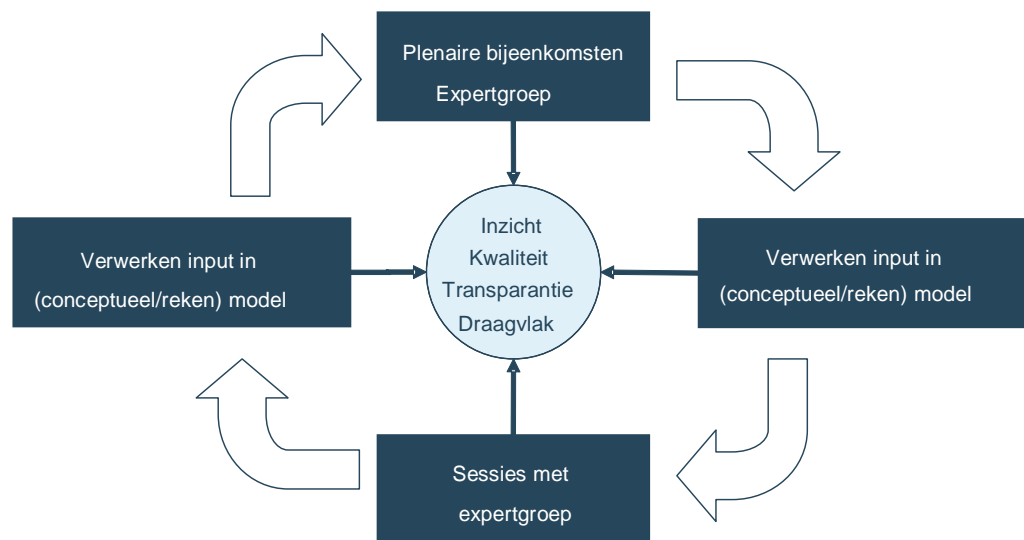 Plenaire bijeenkomsten
Expertgroep
Verwerken input in
(conceptueel/reken) model
Inzicht
Kwaliteit
Transparantie
Draagvlak
Verwerken input in
(conceptueel/reken) model
Sessies met
expertgroep